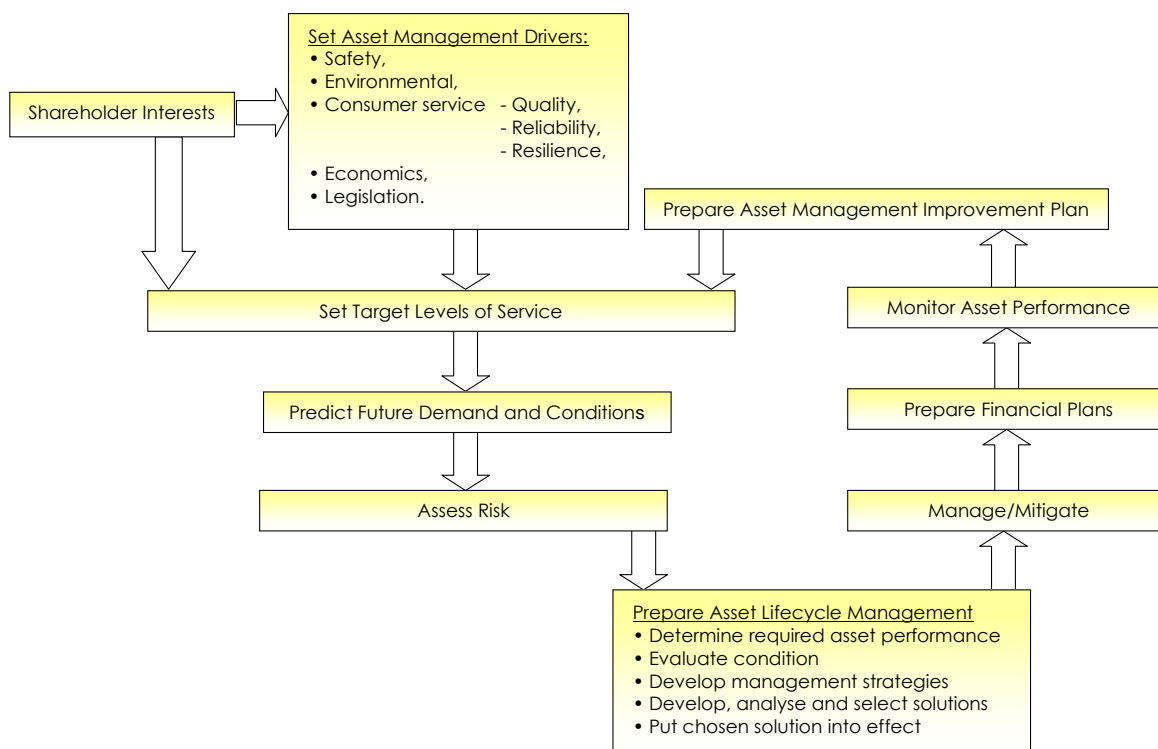 Set Asset Management Drivers:
• Safety,
• Environmental,
• Consumer service - Quality,
- Reliability,
- Resilience,
• Economics,
• Legislation.
Shareholder Interests
Prepare Asset Management Improvement Plan
Set Target Levels of Service
Monitor Asset Performance
Predict Future Demand and Conditions
Prepare Financial Plans
Assess Risk
Manage/Mitigate
Prepare Asset Lifecycle Management
• Determine required asset performance
• Evaluate condition
• Develop management strategies
• Develop, analyse and select solutions
• Put chosen solution into effect